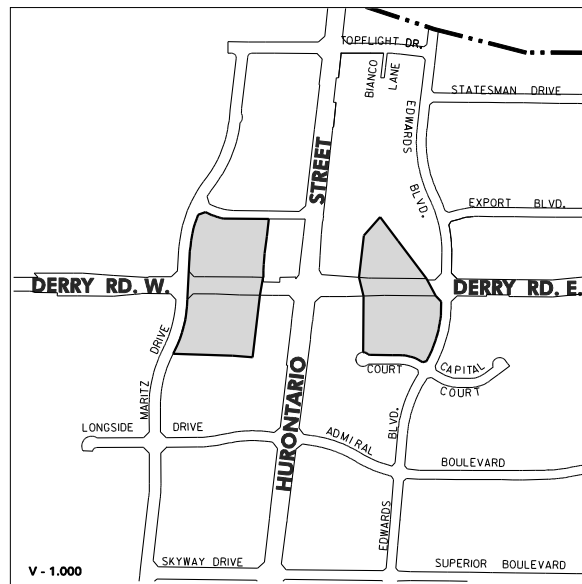 TOPFLIGHT DR.
BIANCO LANE
STATESMAN DRIVE
EDWARDS BLVD.
STREET
EXPORT BLVD.
DERRY RD. W.
DERRY RD. E.
MARITZ DRIVE
COURT
CAPITAL COURT
HURONTARIO
LONGSIDE DRIVE
ADMIRAL BOULEVARD
EDWARDS BLVD.
SKYWAY DRIVE
SUPERIOR BOULEVARD
V - 1.000